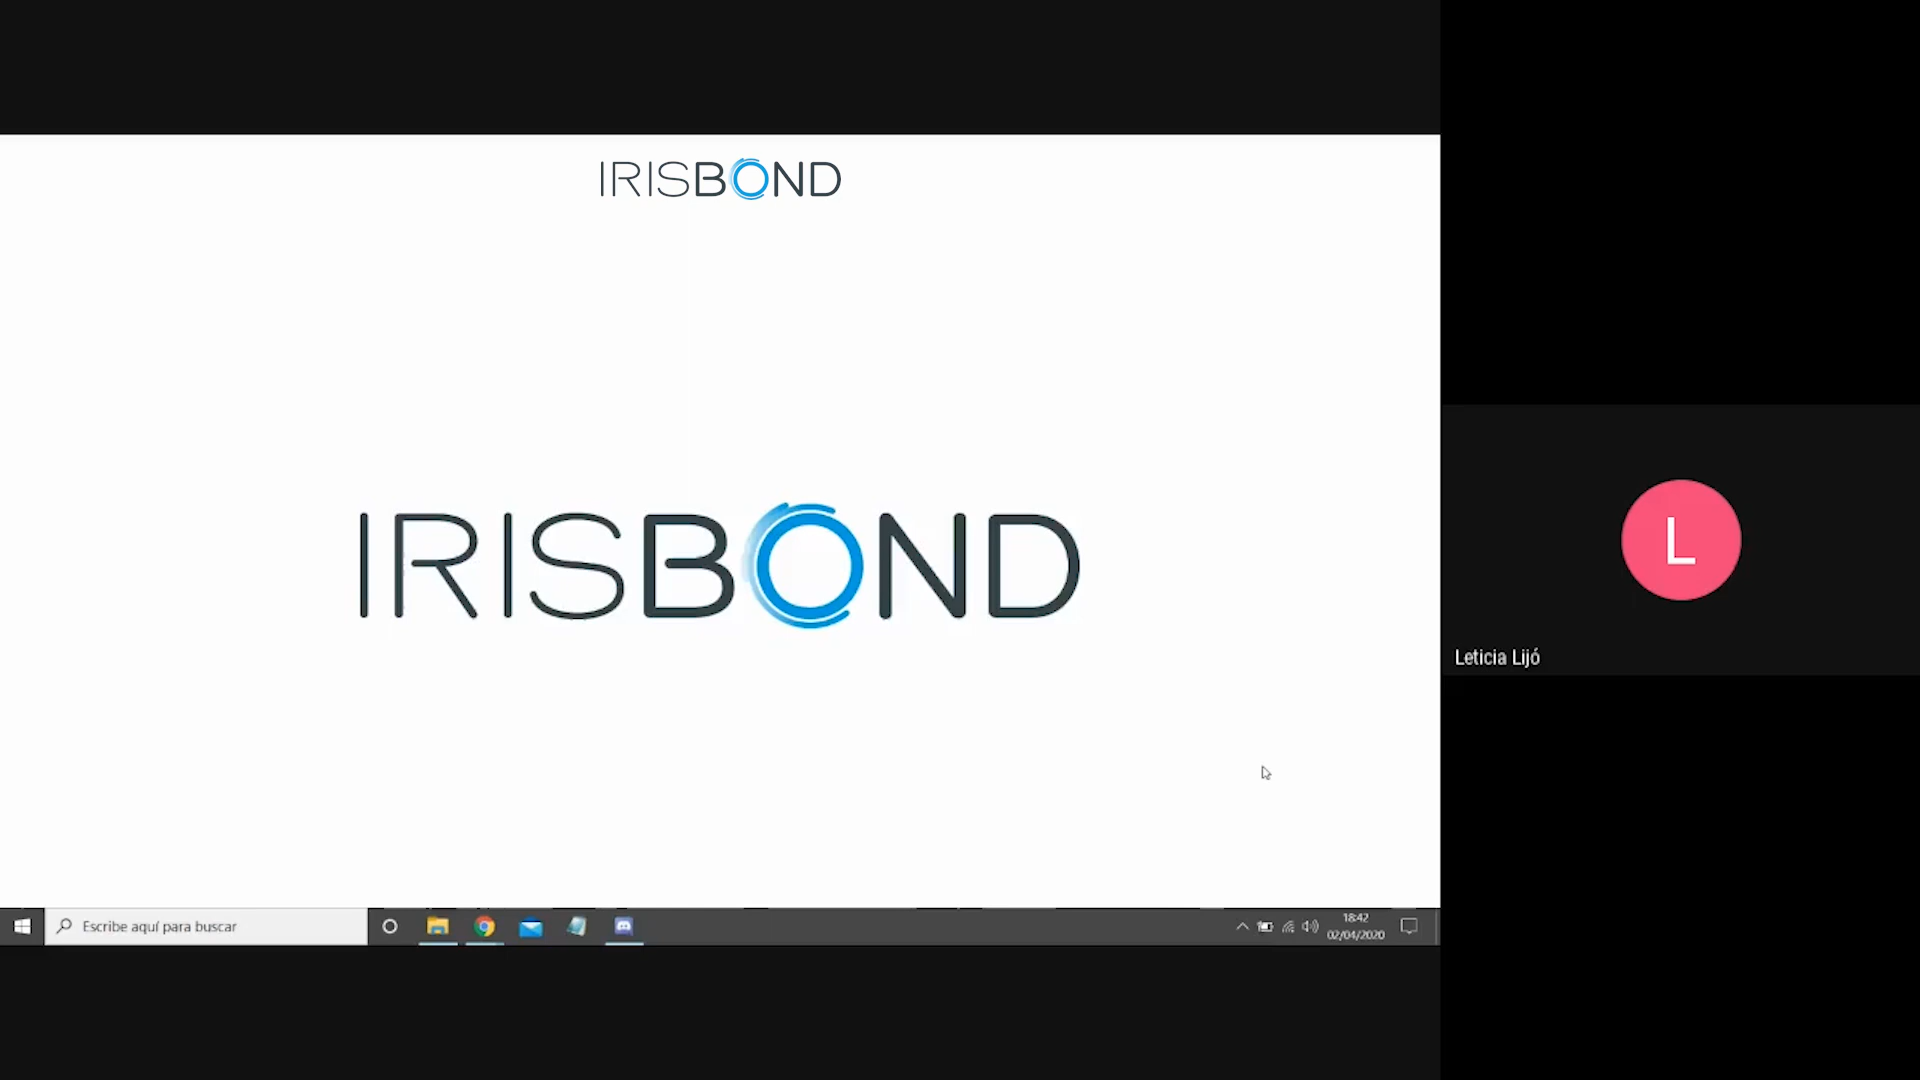 IRISBOND
IRISBOND
L
Leticia Lijó
Escribe aquí para buscar
18:42
02/04/2020